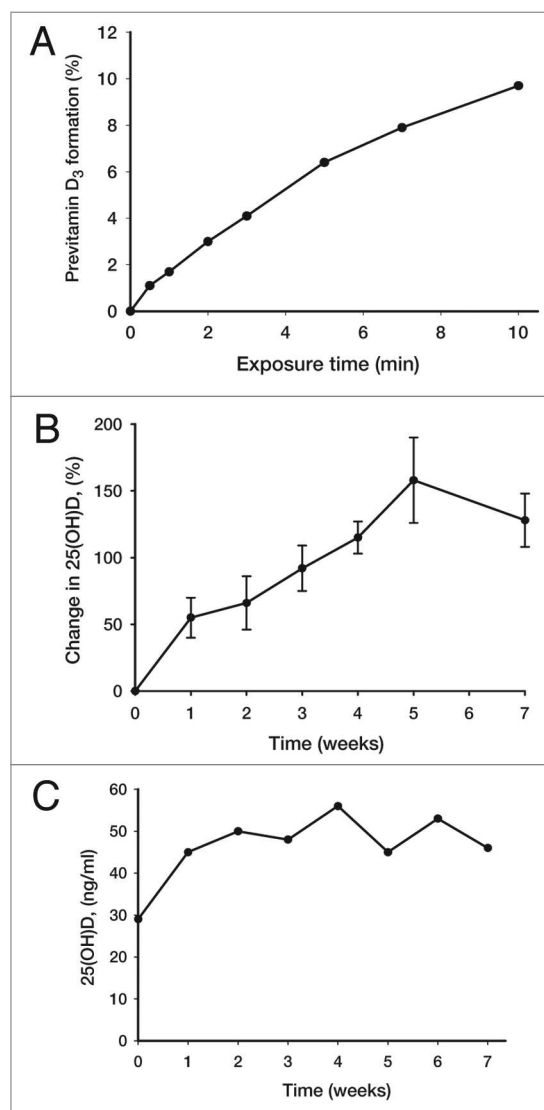 A
Previtamin D3 formation (%)
12
10
8
6
4
2
0
0 2 4 6 8 10
Exposure time (min)
B
Change in 25(OH)D, (%)
200
150
100
50
0
0 1 2 3 4 5 6 7
Time (weeks)
C
25(OH)D, (ng/ml)
60
50
40
30
20
10
0
0 1 2 3 4 5 6 7
Time (weeks)